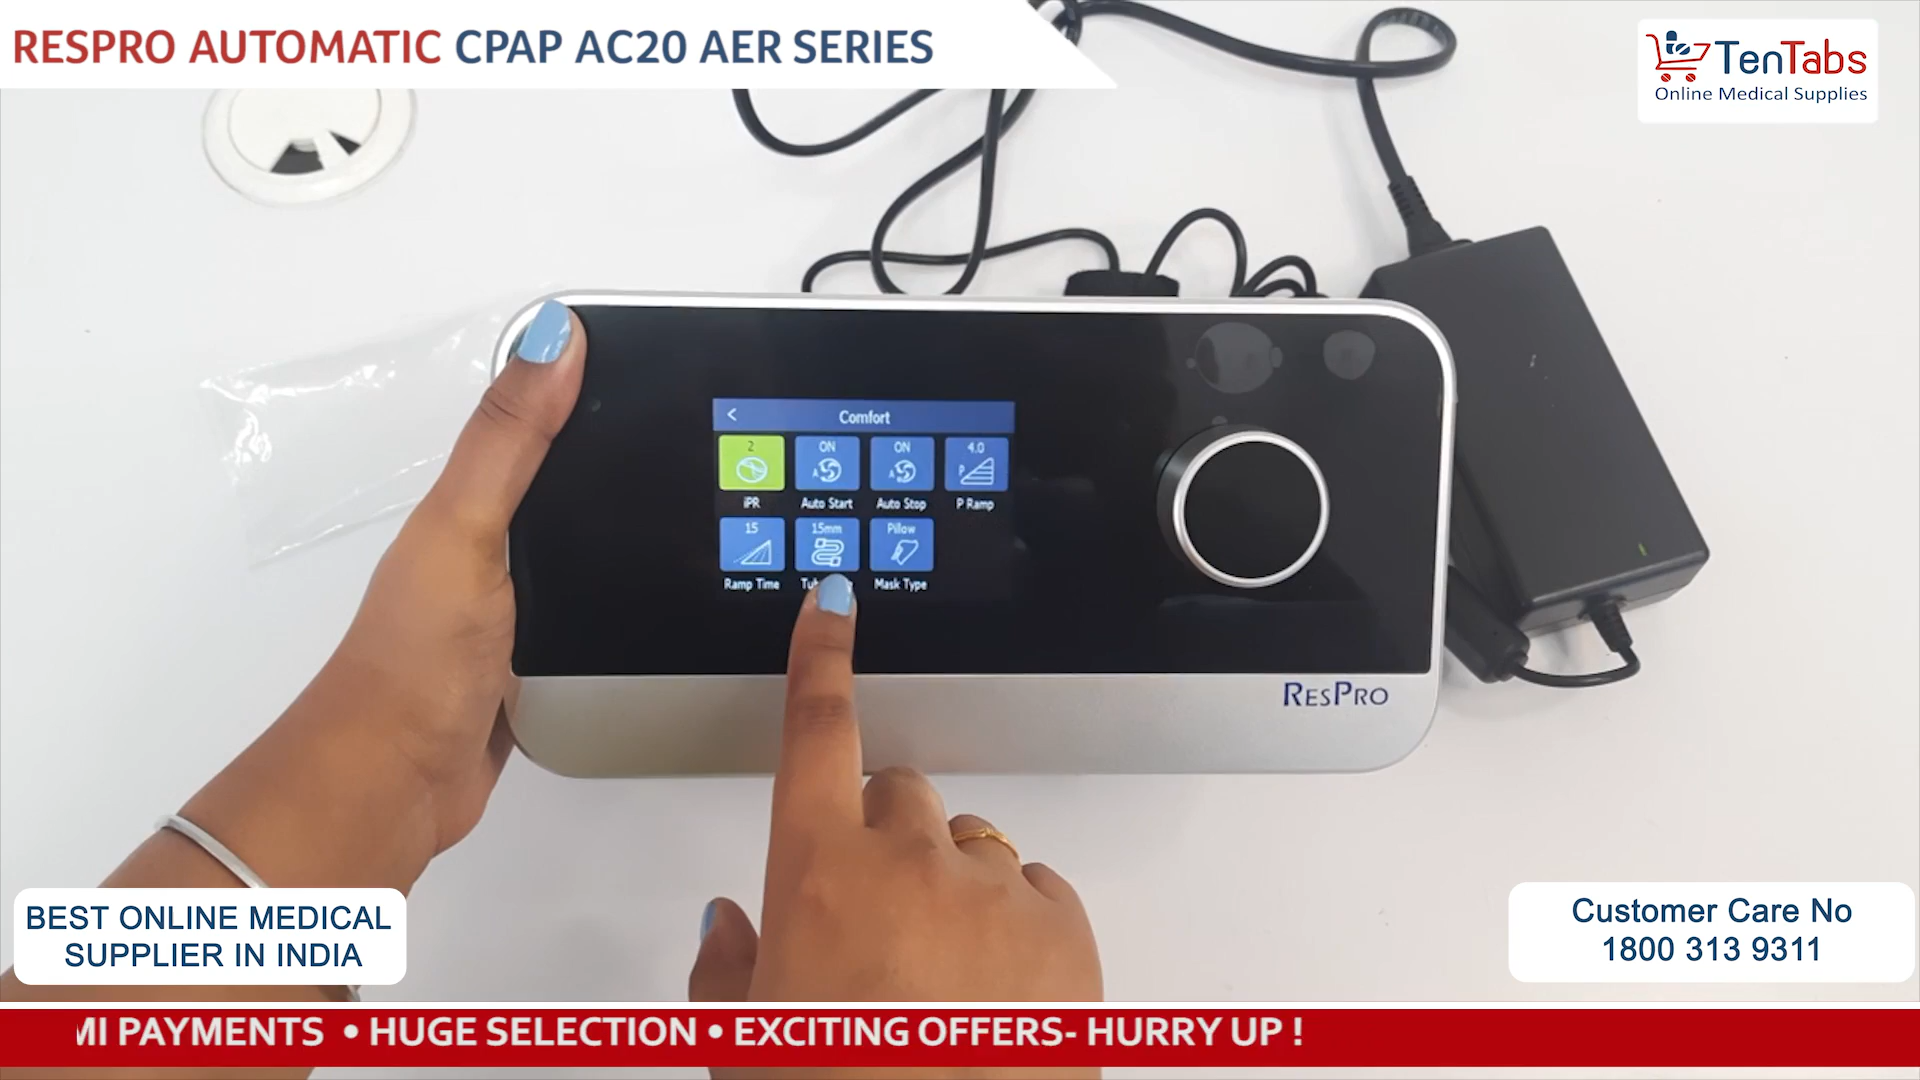 RESPRO AUTOMATIC CPAP AC20 AER SERIES
TenTabs
Online Medical Supplies
< Comfort
2
ON
ON
4.0
iPR
Auto Start
Auto Stop
P Ramp
15
15mm
Pillow
Ramp Time
Mask Type
RESPRO
BEST ONLINE MEDICAL
SUPPLIER IN INDIA
Customer Care No
1800 313 9311
MI PAYMENTS • HUGE SELECTION • EXCITING OFFERS- HURRY UP !